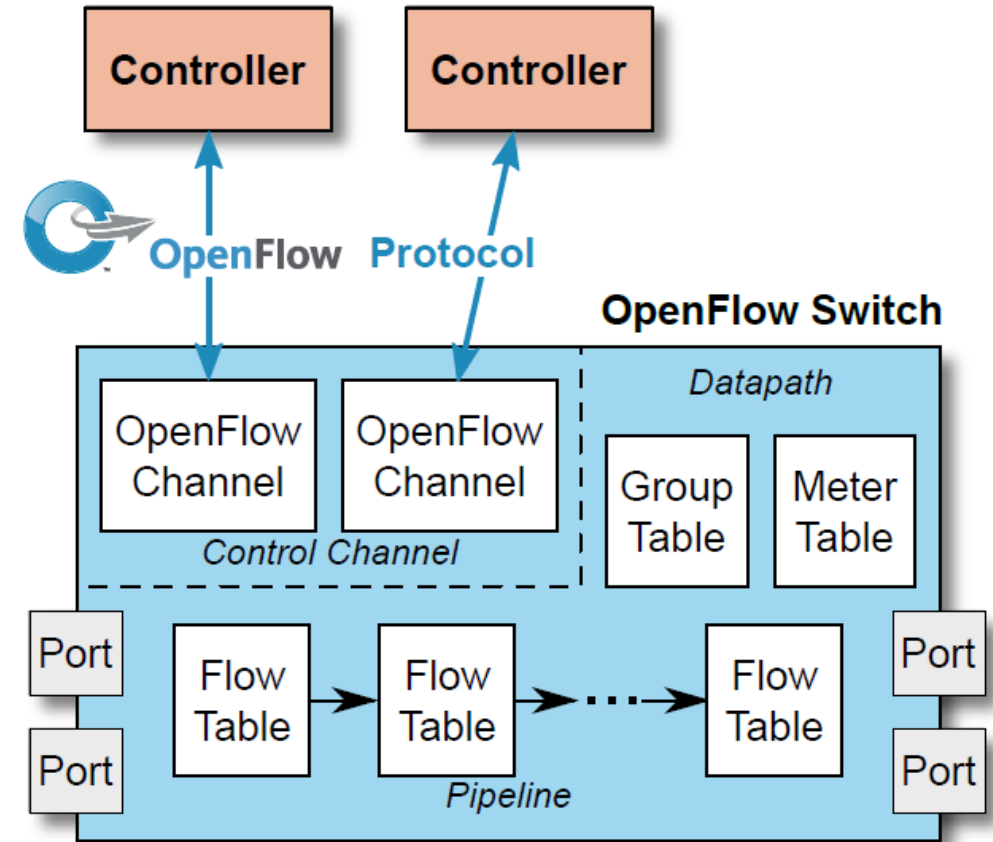 Controller
Controller
OpenFlow Protocol
™
OpenFlow Switch
Datapath
OpenFlow
Channel
OpenFlow
Channel
Control Channel
Group
Table
Meter
Table
Port
Port
Flow
Table
Flow
Table
...
Flow
Table
Port
Port
Pipeline